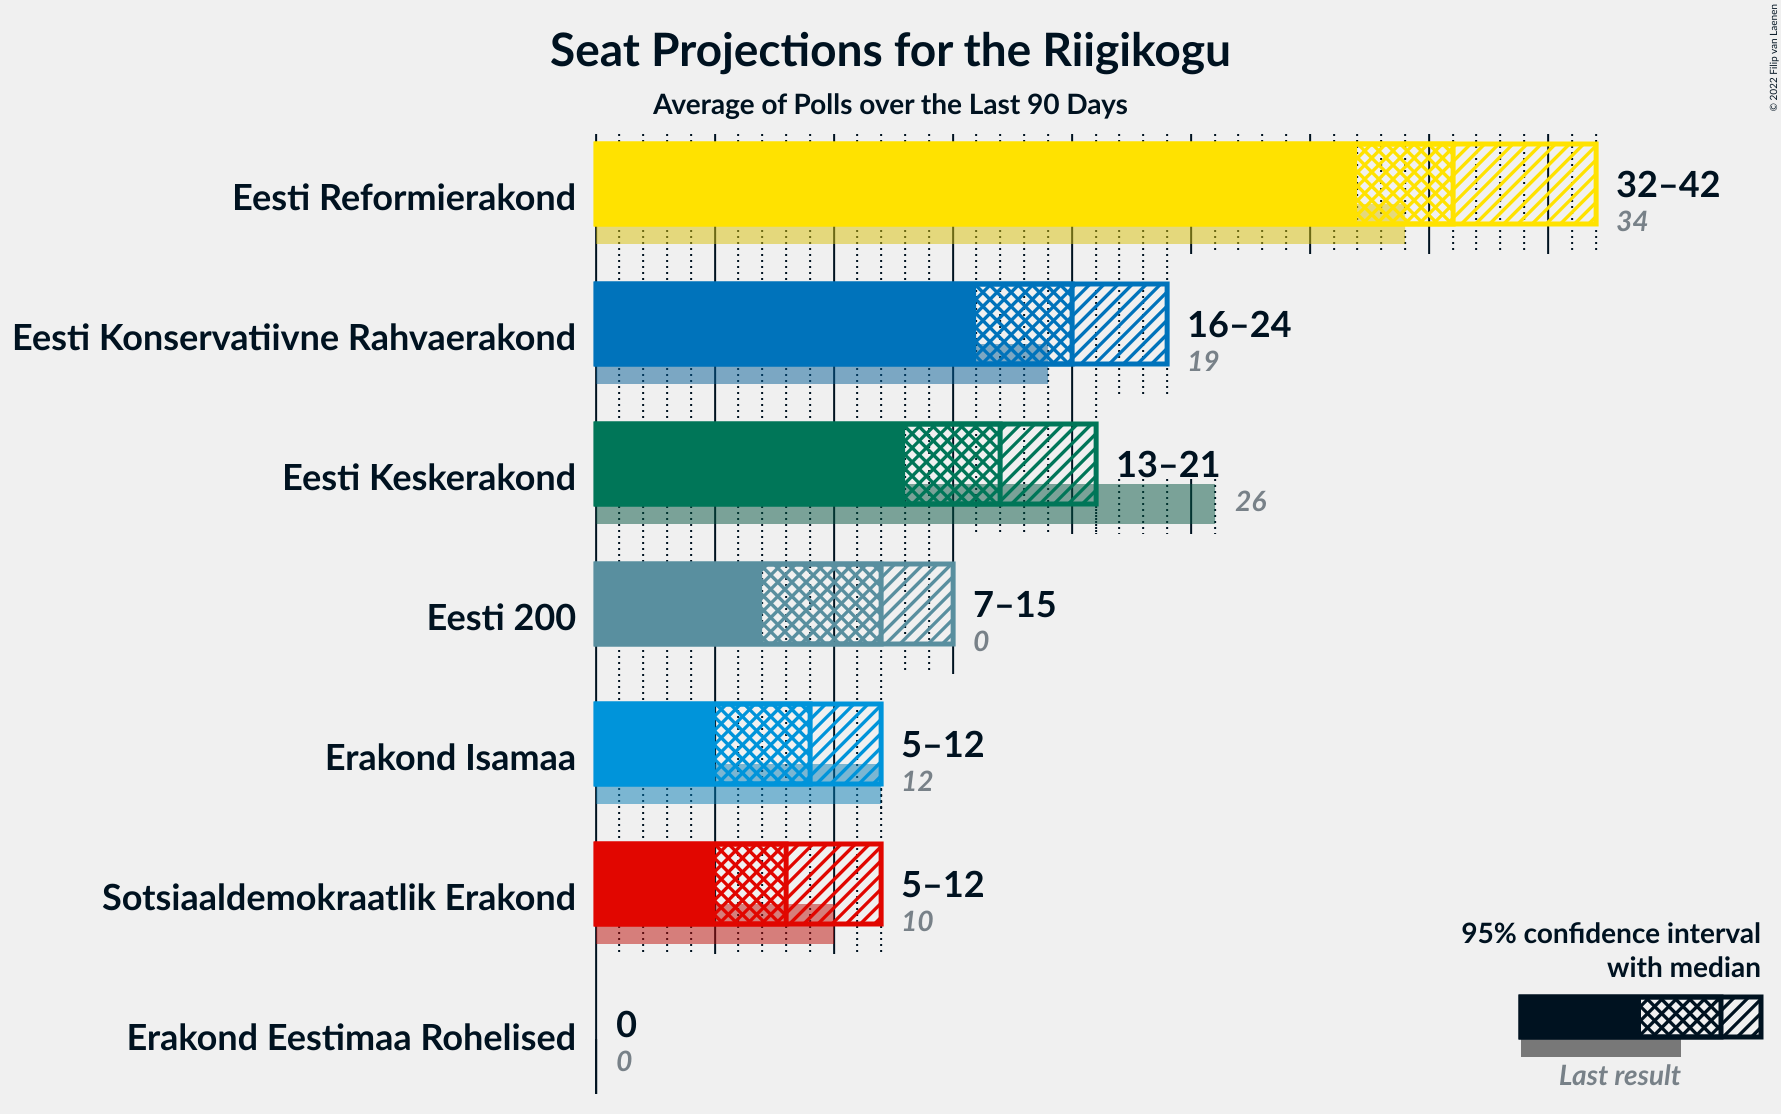 Seat Projections for the Riigikogu
Average of Polls over the Last 90 Days
© 2022 Filip van Laenen
Eesti Reformierakond
32–42
34
Eesti Konservatiivne Rahvaerakond
16–24
19
Eesti Keskerakond
13–21
26
Eesti 200
7–15
0
Erakond Isamaa
5–12
12
Sotsiaaldemokraatlik Erakond
5–12
10
Erakond Eestimaa Rohelised
0
0
95% confidence interval
with median
Last result